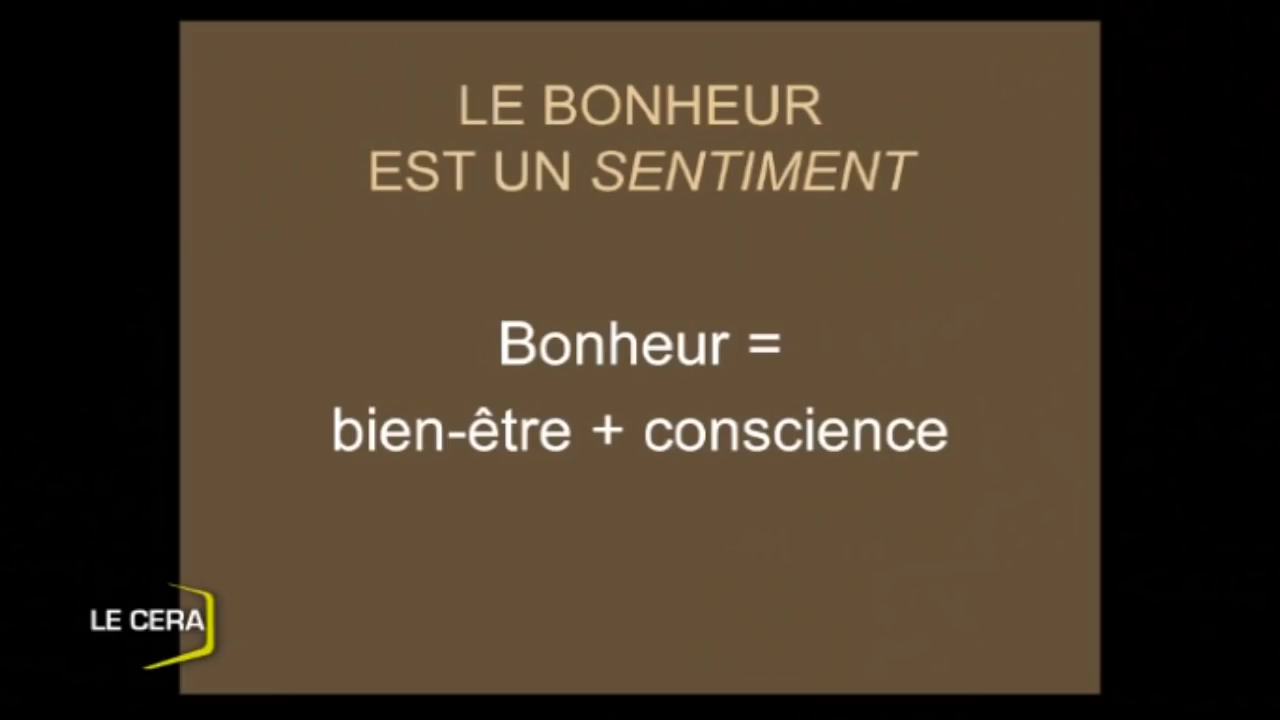 LE BONHEUR
EST UN SENTIMENT
Bonheur =
bien-être + conscience
LE CERA